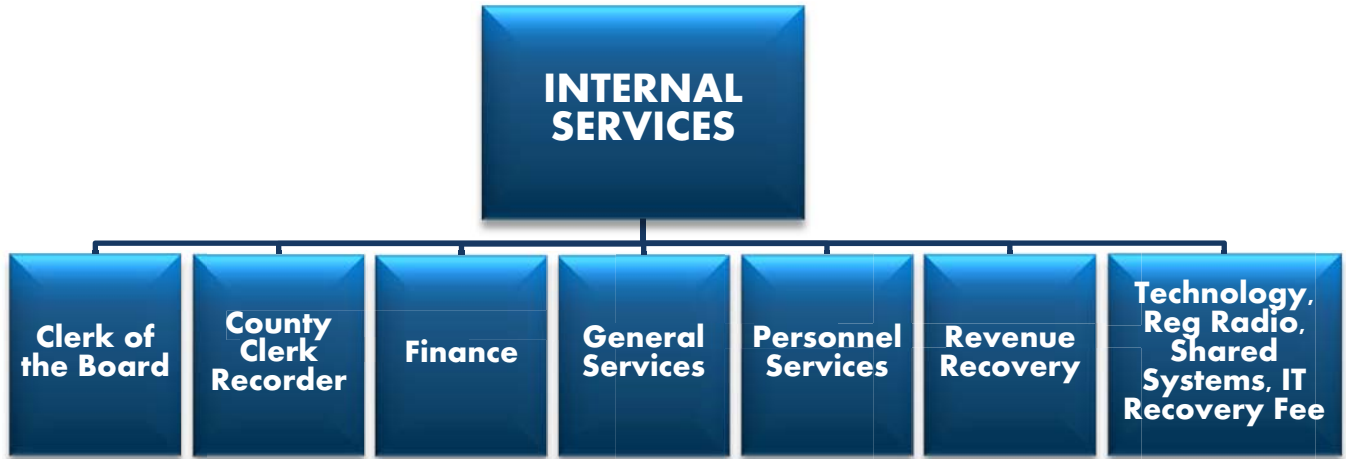 INTERNAL
SERVICES
Clerk of
the Board
County
Clerk
Recorder
Finance
General
Services
Personnel
Services
Revenue
Recovery
Technology,
Reg Radio,
Shared
Systems, IT
Recovery Fee